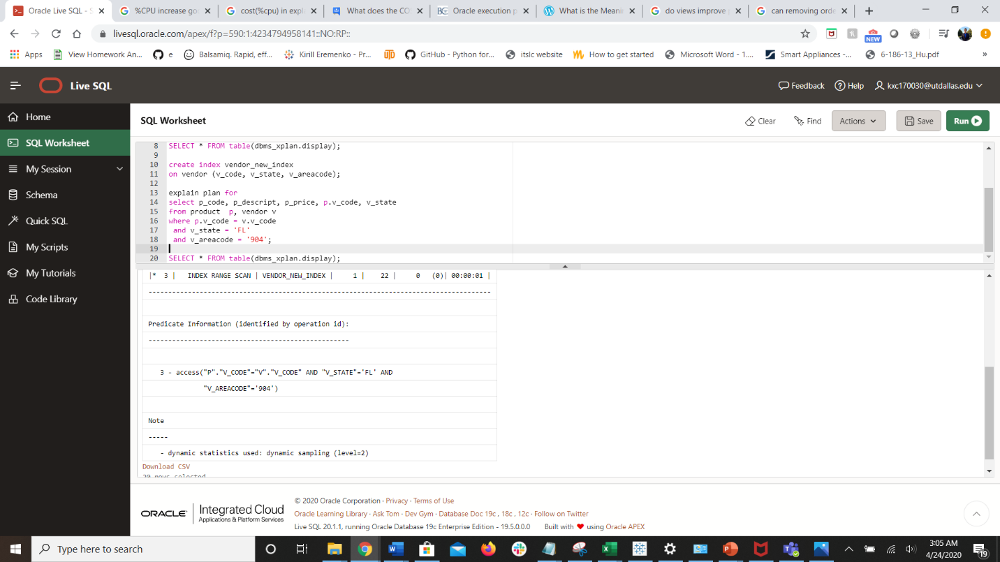 Oracle Live SQL - S
%CPU increase goo
cost(%cpu) in expl
What does the CO
Oracle execution p
What is the Meani
do views improve
can removing orde
livesql.oracle.com/apex/f?p=590:1:4234794958141::NO:RP::
NEW
Apps
View Homework An...
e
Balsamiq. Rapid, eff...
Kirill Eremenko - Pr...
GitHub - Python for...
itslc website
How to get started
Microsoft Word - 1....
Smart Appliances -...
6-186-13_Hu.pdf
»
Live SQL
Feedback
Help
kxc170030@utdallas.edu
Home
SQL Worksheet
My Session
Schema
Quick SQL
My Scripts
My Tutorials
Code Library
SQL Worksheet
Clear
Find
Actions
Save
Run
8 SELECT * FROM table(dbms_xplan.display);
9
10 create index vendor_new_index
11 on vendor (v_code, v_state, v_areacode);
12
13 explain plan for
14 select p_code, p_descript, p_price, p.v_code, v_state
15 from product  p, vendor v
16 where p.v_code = v.v_code
17  and v_state = 'FL'
18  and v_areacode = '904';
19
20 SELECT * FROM table(dbms_xplan.display);
|*  3 |   INDEX RANGE SCAN | VENDOR_NEW_INDEX |     1 |    22 |     0   (0)| 00:00:01 |
---------------------------------------------------------------------------------------
Predicate Information (identified by operation id):
---------------------------------------------------
3 - access("P"."V_CODE"="V"."V_CODE" AND "V_STATE"='FL' AND
"V_AREACODE"='904')
Note
-----
- dynamic statistics used: dynamic sampling (level=2)
Download CSV
20 rows selected
ORACLE
Integrated Cloud
Applications & Platform Services
© 2020 Oracle Corporation · Privacy · Terms of Use
Oracle Learning Library · Ask Tom · Dev Gym · Database Doc 19c , 18c , 12c · Follow on Twitter
Live SQL 20.1.1, running Oracle Database 19c Enterprise Edition - 19.5.0.0.0 Built with ❤ using Oracle APEX
Type here to search
3:05 AM
4/24/2020
19